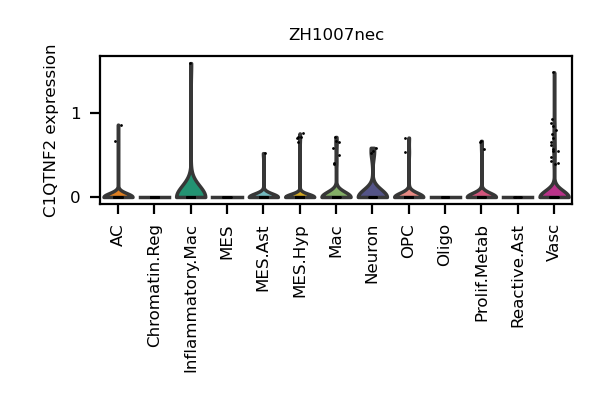 ZH1007nec
C1QTNF2 expression
1
0
AC
Chromatin.Reg
Inflammatory.Mac
MES
MES.Ast
MES.Hyp
Mac
Neuron
OPC
Oligo
Prolif.Metab
Reactive.Ast
Vasc